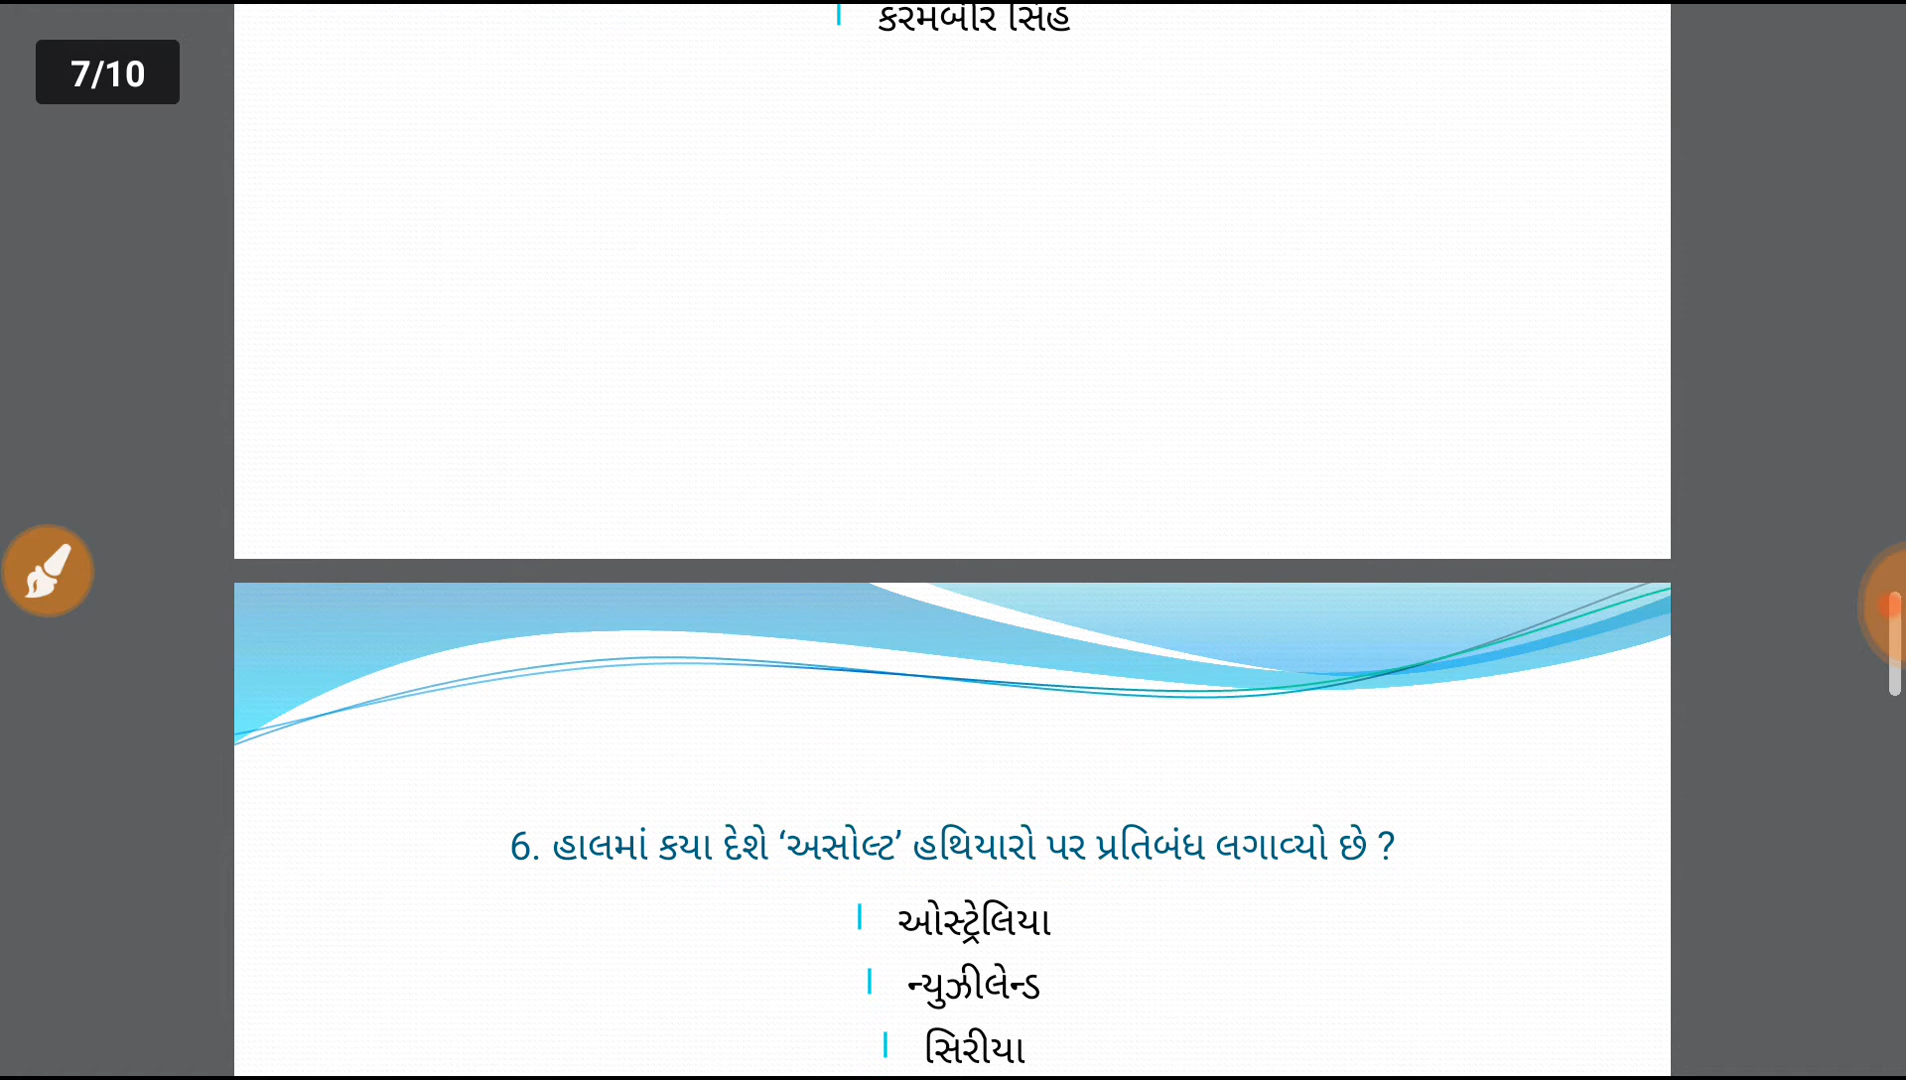 કરમબીર સિંહ
7/10
6. હાલમાં કયા દેશે ‘અસોલ્ટ’ હથિયારો પર પ્રતિબંધ લગાવ્યો છે ?
ઓસ્ટ્રેલિયા
ન્યુઝીલેન્ડ
સિરીયા